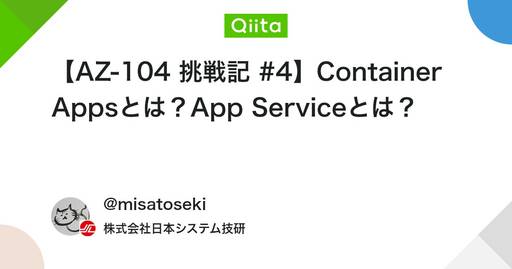 Qiita
【AZ-104 挑戦記 #4】Container
Appsとは？App Serviceとは？
@misatoseki
株式会社日本システム技研